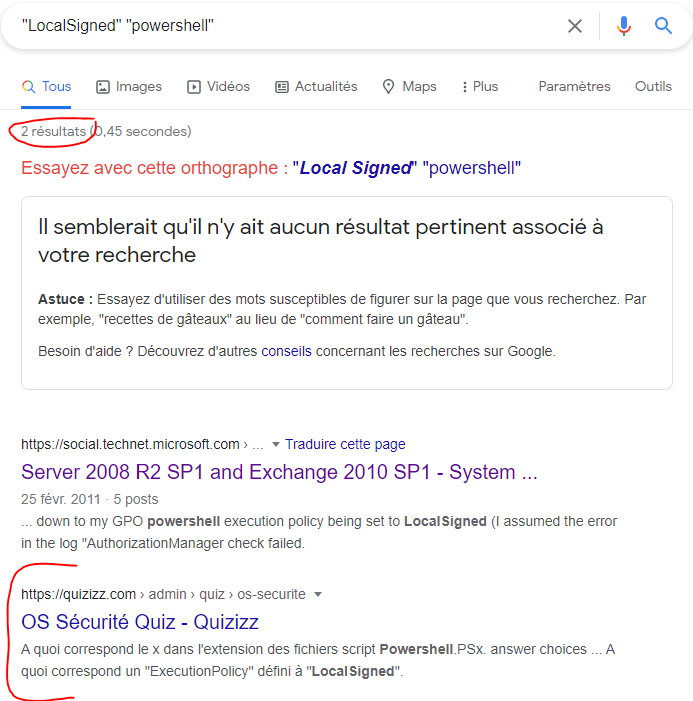 "LocalSigned" "powershell"
Tous Images Vidéos Actualités Maps Plus Paramètres Outils
2 résultats (0,45 secondes)
Essayez avec cette orthographe : "Local Signed" "powershell"
Il semblerait qu'il n'y ait aucun résultat pertinent associé à
votre recherche
Astuce : Essayez d'utiliser des mots susceptibles de figurer sur la page que vous recherchez. Par
exemple, "recettes de gâteaux" au lieu de "comment faire un gâteau".
Besoin d'aide ? Découvrez d'autres conseils concernant les recherches sur Google.
https://social.technet.microsoft.com › ... Traduire cette page
Server 2008 R2 SP1 and Exchange 2010 SP1 - System ...
25 févr. 2011 · 5 posts
... down to my GPO powershell execution policy being set to LocalSigned (I assumed the error
in the log "AuthorizationManager check failed.
https://quizizz.com › admin › quiz › os-securite
OS Sécurité Quiz - Quizizz
A quoi correspond le x dans l'extension des fichiers script Powershell.PSx. answer choices ... A
quoi correspond un "ExecutionPolicy" défini à "LocalSigned".